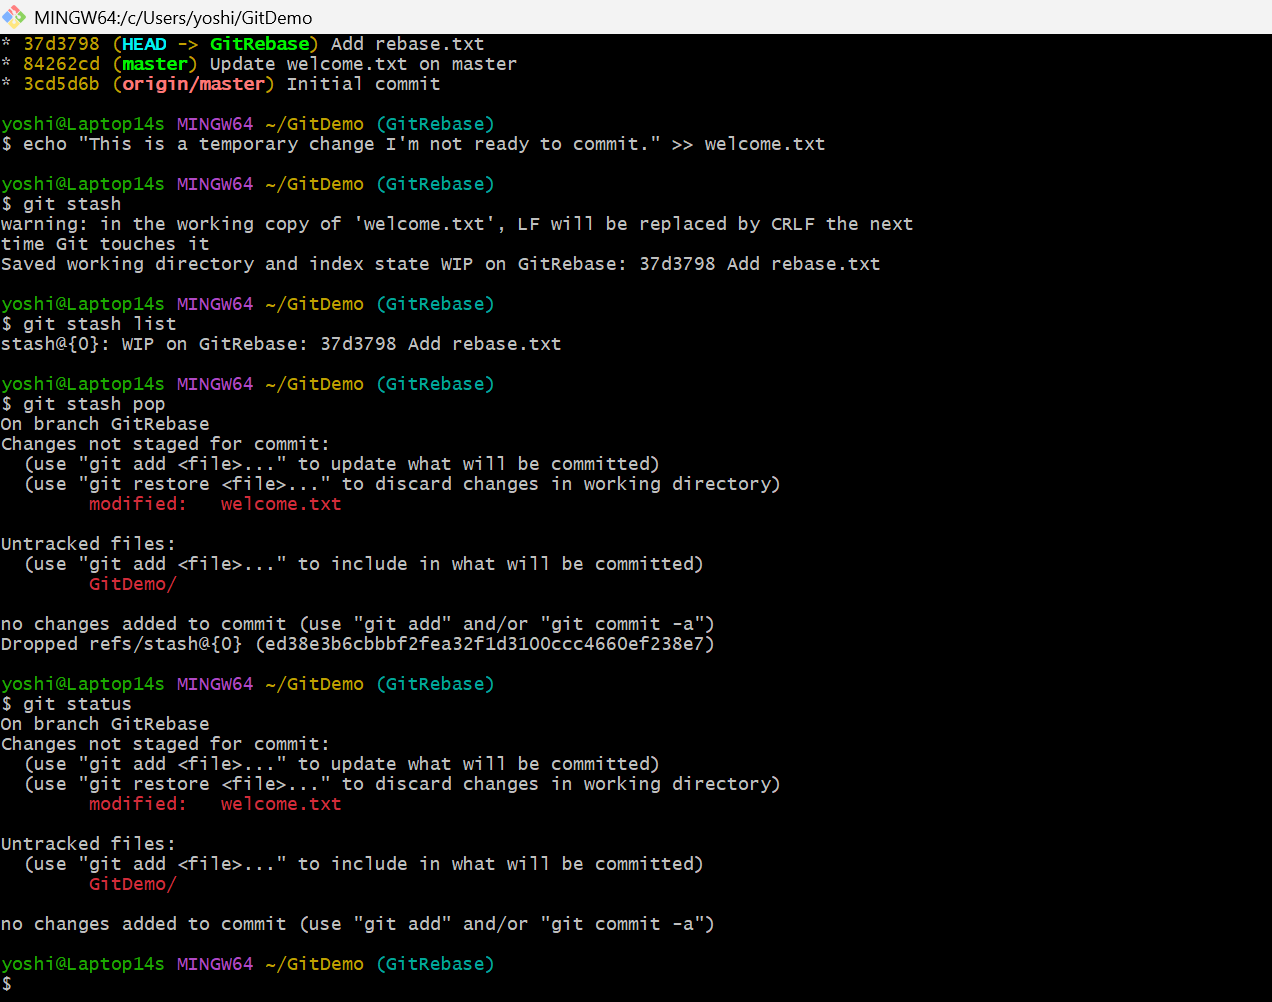 MINGW64:/c/Users/yoshi/GitDemo
* 37d3798 (HEAD -> GitRebase) Add rebase.txt
* 84262cd (master) Update welcome.txt on master
* 3cd5d6b (origin/master) Initial commit
yoshi@Laptop14s MINGW64 ~/GitDemo (GitRebase)
$ echo "This is a temporary change I'm not ready to commit." >> welcome.txt
yoshi@Laptop14s MINGW64 ~/GitDemo (GitRebase)
$ git stash
warning: in the working copy of 'welcome.txt', LF will be replaced by CRLF the next
time Git touches it
Saved working directory and index state WIP on GitRebase: 37d3798 Add rebase.txt
yoshi@Laptop14s MINGW64 ~/GitDemo (GitRebase)
$ git stash list
stash@{0}: WIP on GitRebase: 37d3798 Add rebase.txt
yoshi@Laptop14s MINGW64 ~/GitDemo (GitRebase)
$ git stash pop
On branch GitRebase
Changes not staged for commit:
  (use "git add <file>..." to update what will be committed)
  (use "git restore <file>..." to discard changes in working directory)
        modified:   welcome.txt
Untracked files:
  (use "git add <file>..." to include in what will be committed)
        GitDemo/
no changes added to commit (use "git add" and/or "git commit -a")
Dropped refs/stash@{0} (ed38e3b6cbbbf2fea32f1d3100ccc4660ef238e7)
yoshi@Laptop14s MINGW64 ~/GitDemo (GitRebase)
$ git status
On branch GitRebase
Changes not staged for commit:
  (use "git add <file>..." to update what will be committed)
  (use "git restore <file>..." to discard changes in working directory)
        modified:   welcome.txt
Untracked files:
  (use "git add <file>..." to include in what will be committed)
        GitDemo/
no changes added to commit (use "git add" and/or "git commit -a")
yoshi@Laptop14s MINGW64 ~/GitDemo (GitRebase)
$